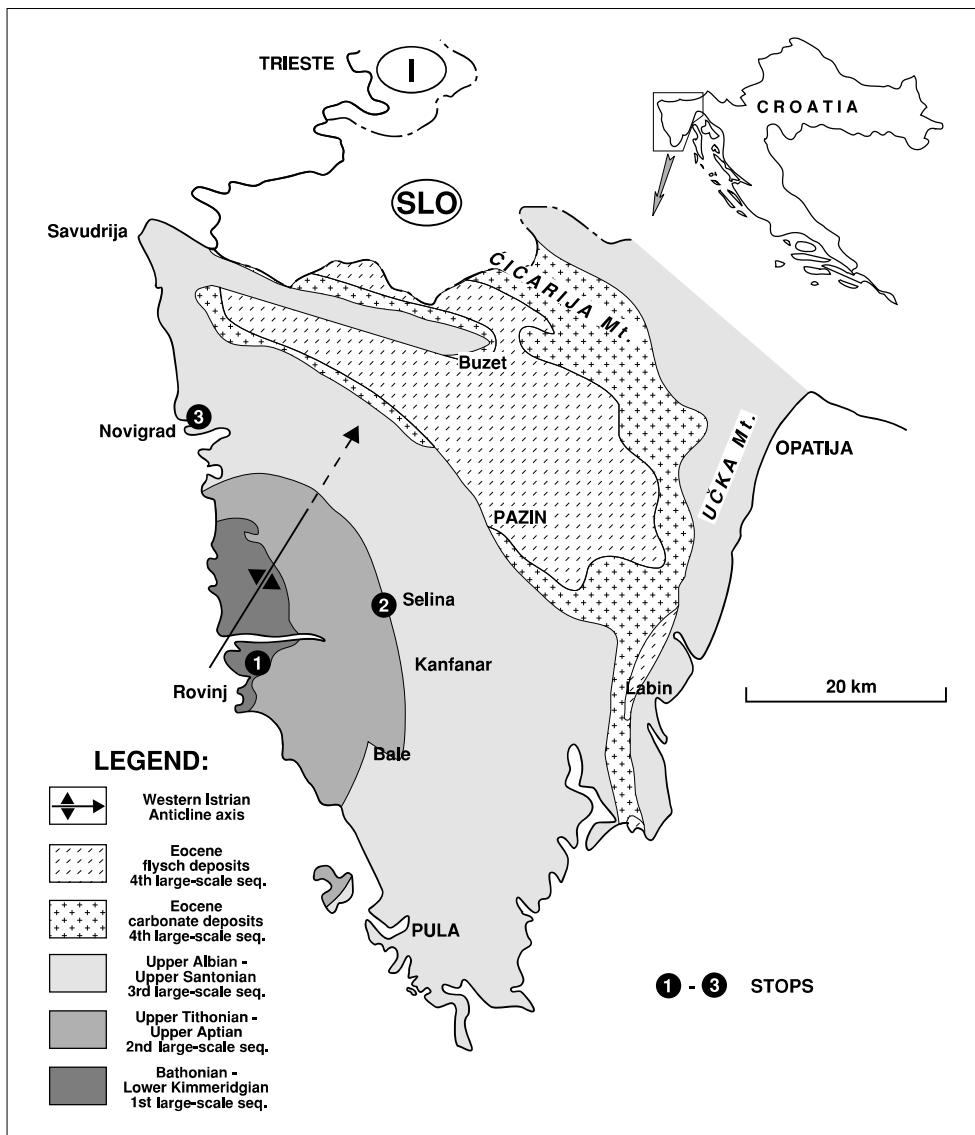 TRIESTE
I
CROATIA
SLO
Savudrija
ĆIĆARIJA Mt.
Buzet
3
Novigrad
UČKA Mt.
OPATIJA
PAZIN
2
Selina
1
Kanfanar
Rovinj
Labin
20 km
Bale
LEGEND:
Western Istrian
Anticline axis
Eocene
flysch deposits
4th large-scale seq.
Eocene
carbonate deposits
4th large-scale seq.
PULA
Upper Albian -
Upper Santonian
3rd large-scale seq.
1 - 3 STOPS
Upper Tithonian -
Upper Aptian
2nd large-scale seq.
Bathonian -
Lower Kimmeridgian
1st large-scale seq.